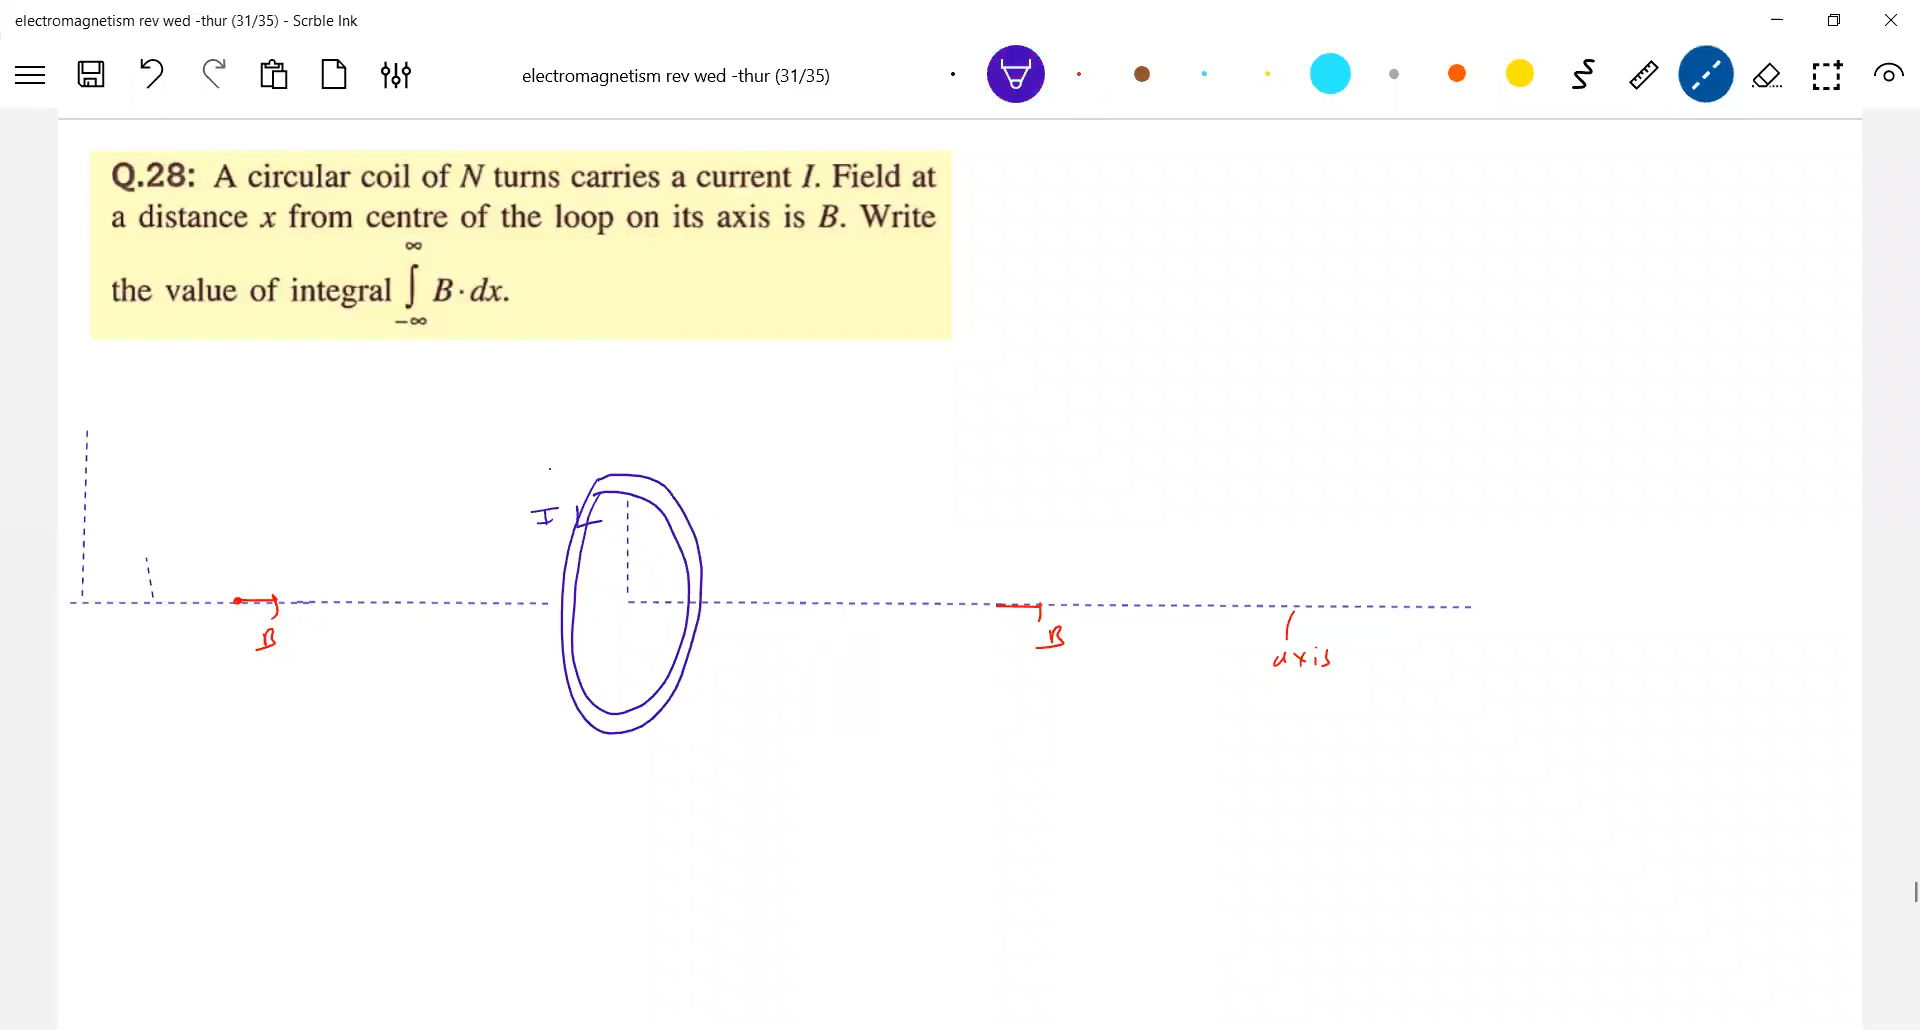 electromagnetism rev wed -thur (31/35) - Scrble Ink
electromagnetism rev wed -thur (31/35)
Q.28: A circular coil of N turns carries a current I. Field at
a distance x from centre of the loop on its axis is B. Write
the value of integral ∫_{-∞}^{∞} B · dx.
I
B
B
axis